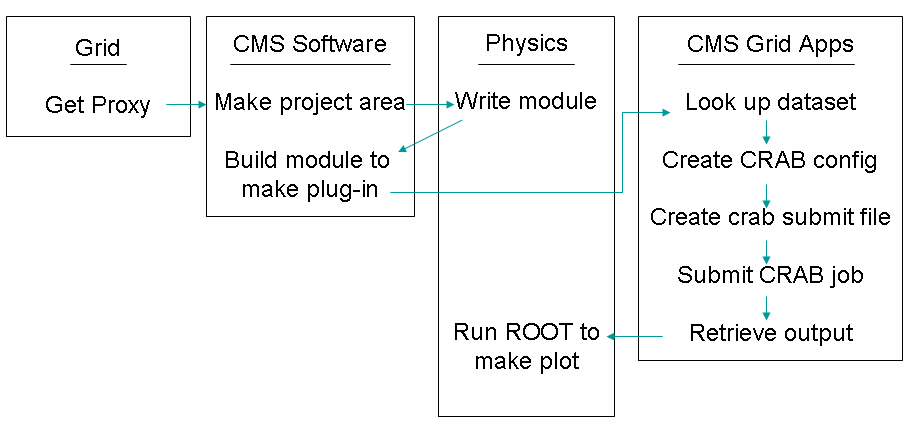 Grid
Get Proxy
CMS Software
Make project area
Build module to
make plug-in
Physics
Write module
Run ROOT to
make plot
CMS Grid Apps
Look up dataset
Create CRAB config
Create crab submit file
Submit CRAB job
Retrieve output